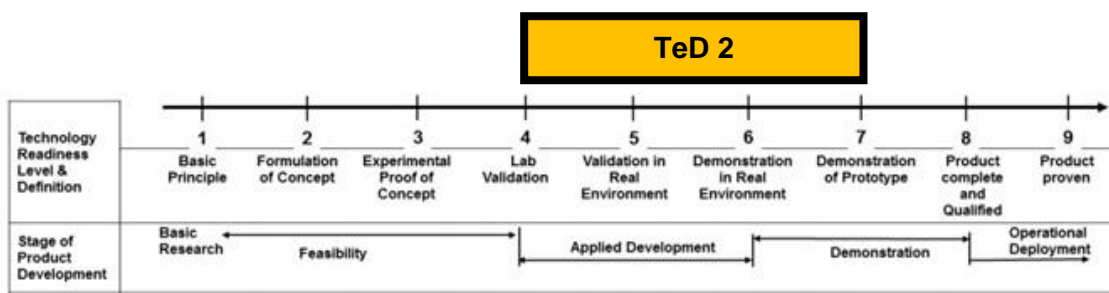 TeD 2
Technology
Readiness
Level &
Definition
1
Basic
Principle
2
Formulation
of Concept
3
Experimental
Proof of
Concept
4
Lab
Validation
5
Validation in
Real
Environment
6
Demonstration
in Real
Environment
7
Demonstration
of Prototype
8
Product
complete
and
Qualified
9
Product
proven
Stage of
Product
Development
Basic
Research
Feasibility
Applied Development
Demonstration
Operational
Deployment